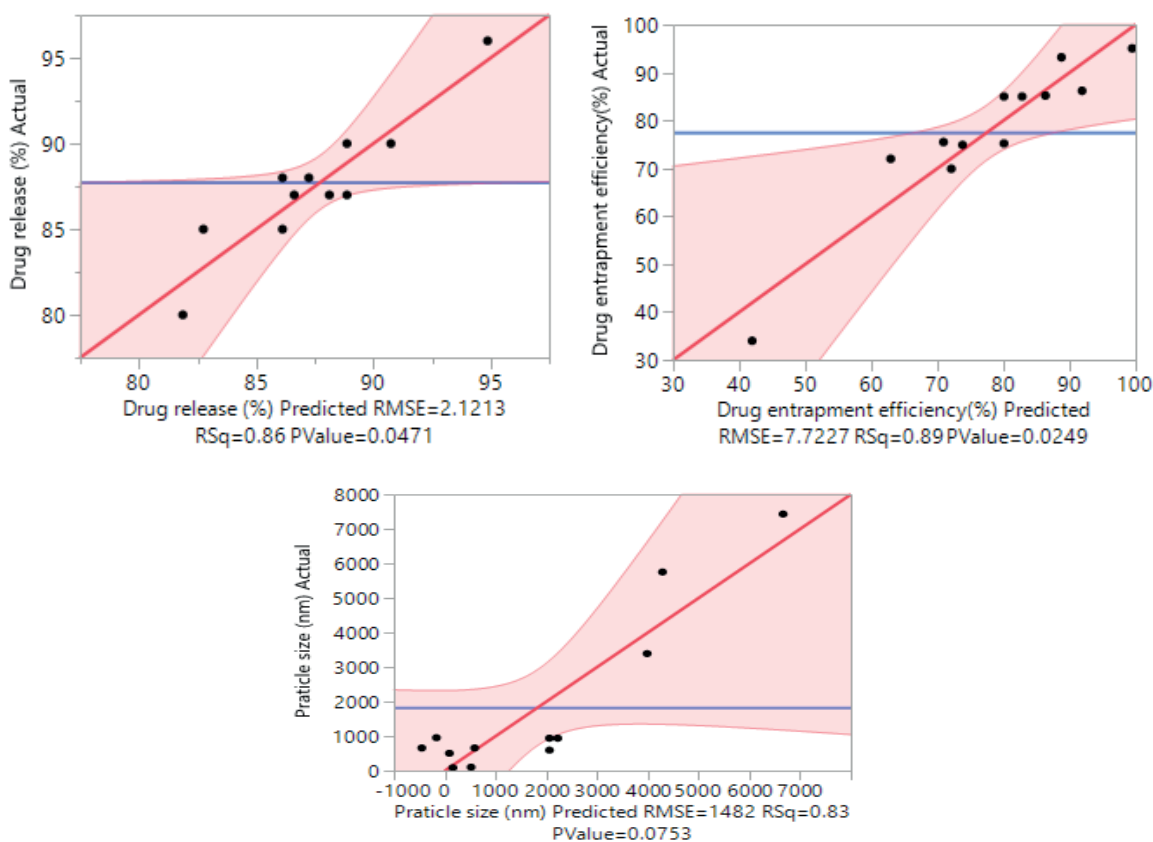 Drug release (%) Actual
95
90
85
80
80 85 90 95
Drug release (%) Predicted RMSE=2.1213
RSq=0.86 PValue=0.0471
Drug entrapment efficiency(%) Actual
100
90
80
70
60
50
40
30
30 40 50 60 70 80 90 100
Drug entrapment efficiency(%) Predicted
RMSE=7.7227 RSq=0.89 PValue=0.0249
Praticle size (nm) Actual
8000
7000
6000
5000
4000
3000
2000
1000
0
-1000 0 1000 2000 3000 4000 5000 6000 7000
Praticle size (nm) Predicted RMSE=1482 RSq=0.83
PValue=0.0753